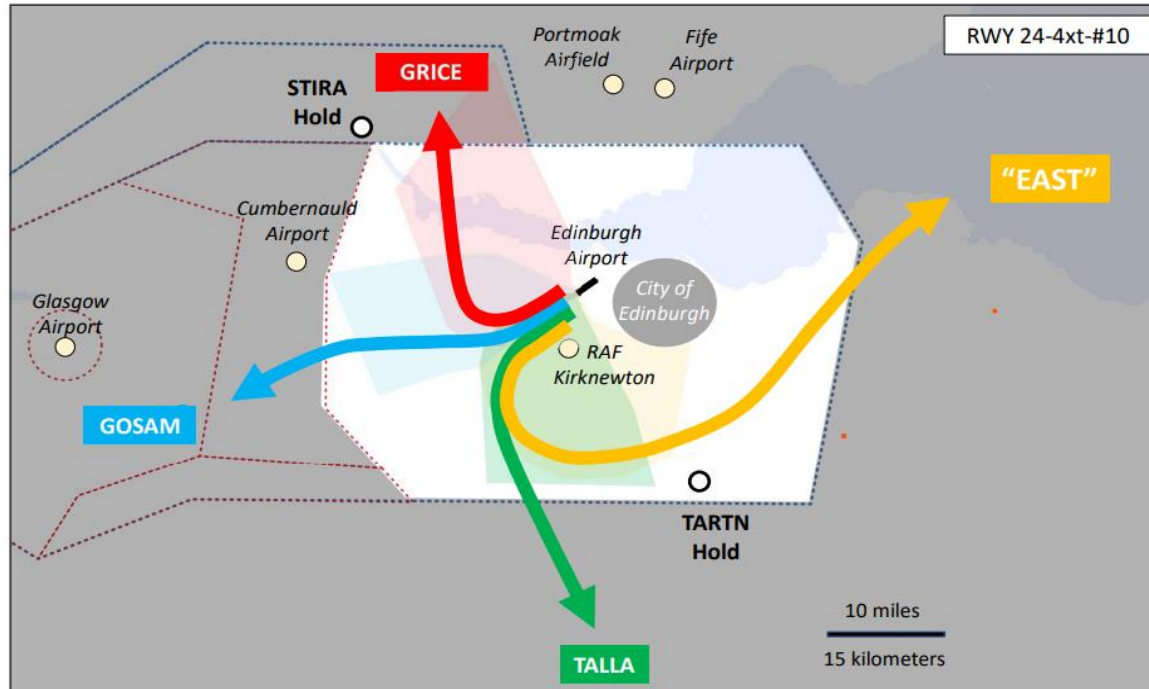 RWY 24-4xt-#10
Portmoak
Airfield
Fife
Airport
GRICE
STIRA
Hold
"EAST"
Cumbernauld
Airport
Edinburgh
Airport
City of
Edinburgh
Glasgow
Airport
RAF
Kirknewton
GOSAM
TARTN
Hold
10 miles
15 kilometers
TALLA